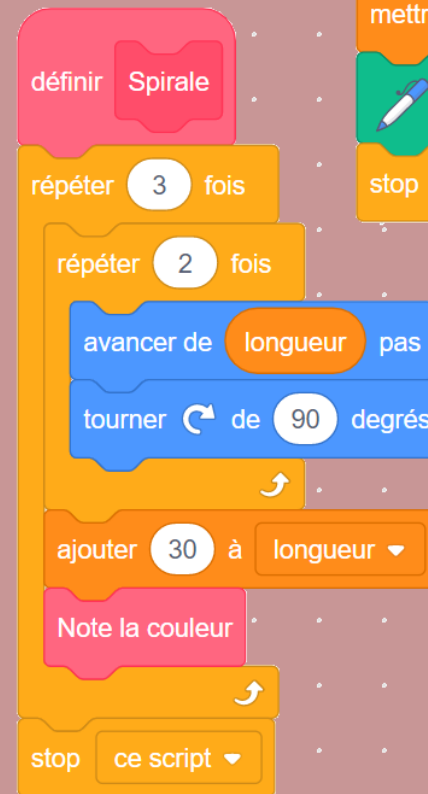 mettr
définir Spirale
répéter 3 fois
stop
répéter 2 fois
avancer de longueur pas
tourner de 90 degrés
ajouter 30 à longueur
Note la couleur
stop ce script